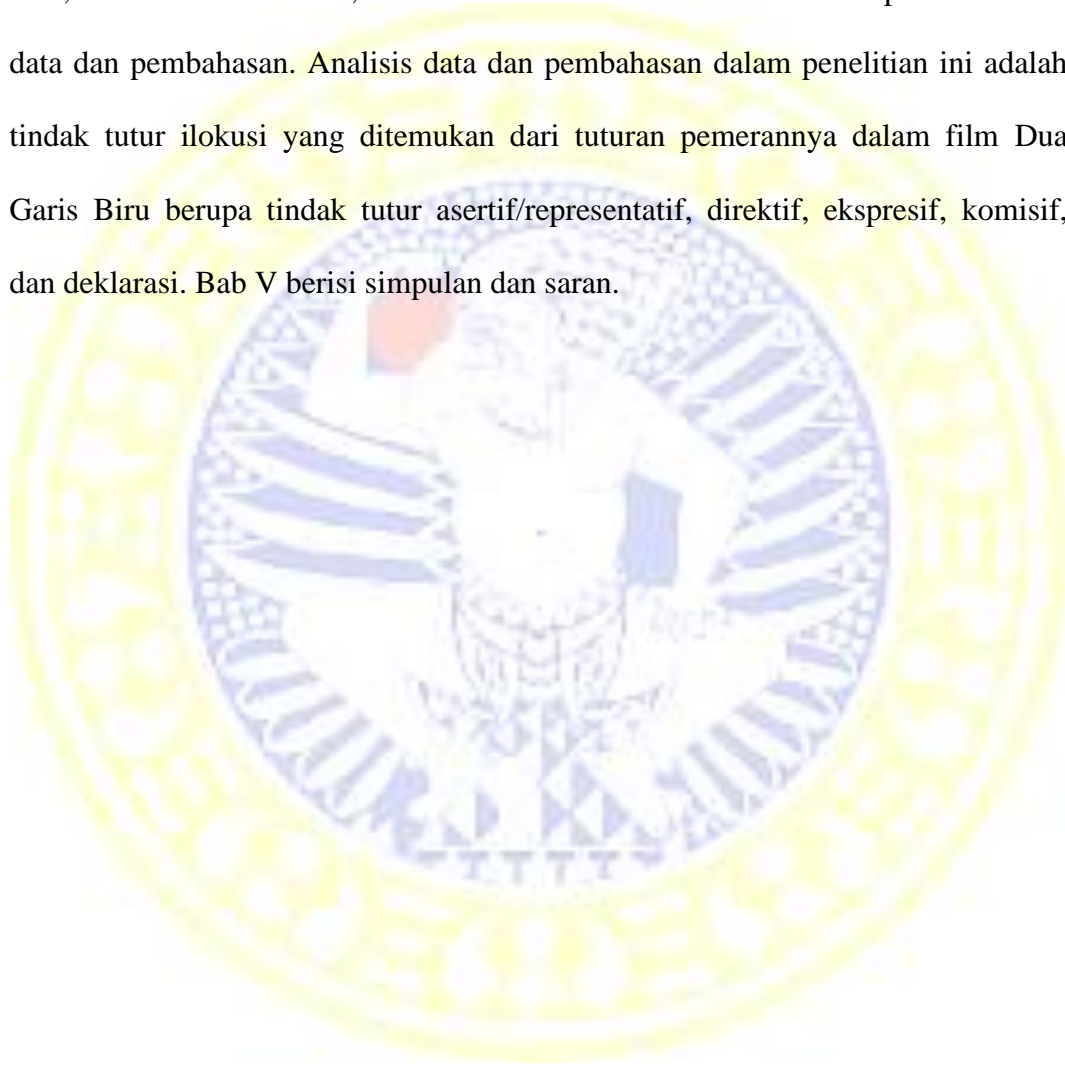 data dan pembahasan. Analisis data dan pembahasan dalam penelitian ini adalah
tindak tutur ilokusi yang ditemukan dari tuturan pemerannya dalam film Dua
Garis Biru berupa tindak tutur asertif/representatif, direktif, ekspresif, komisif,
dan deklarasi. Bab V berisi simpulan dan saran.